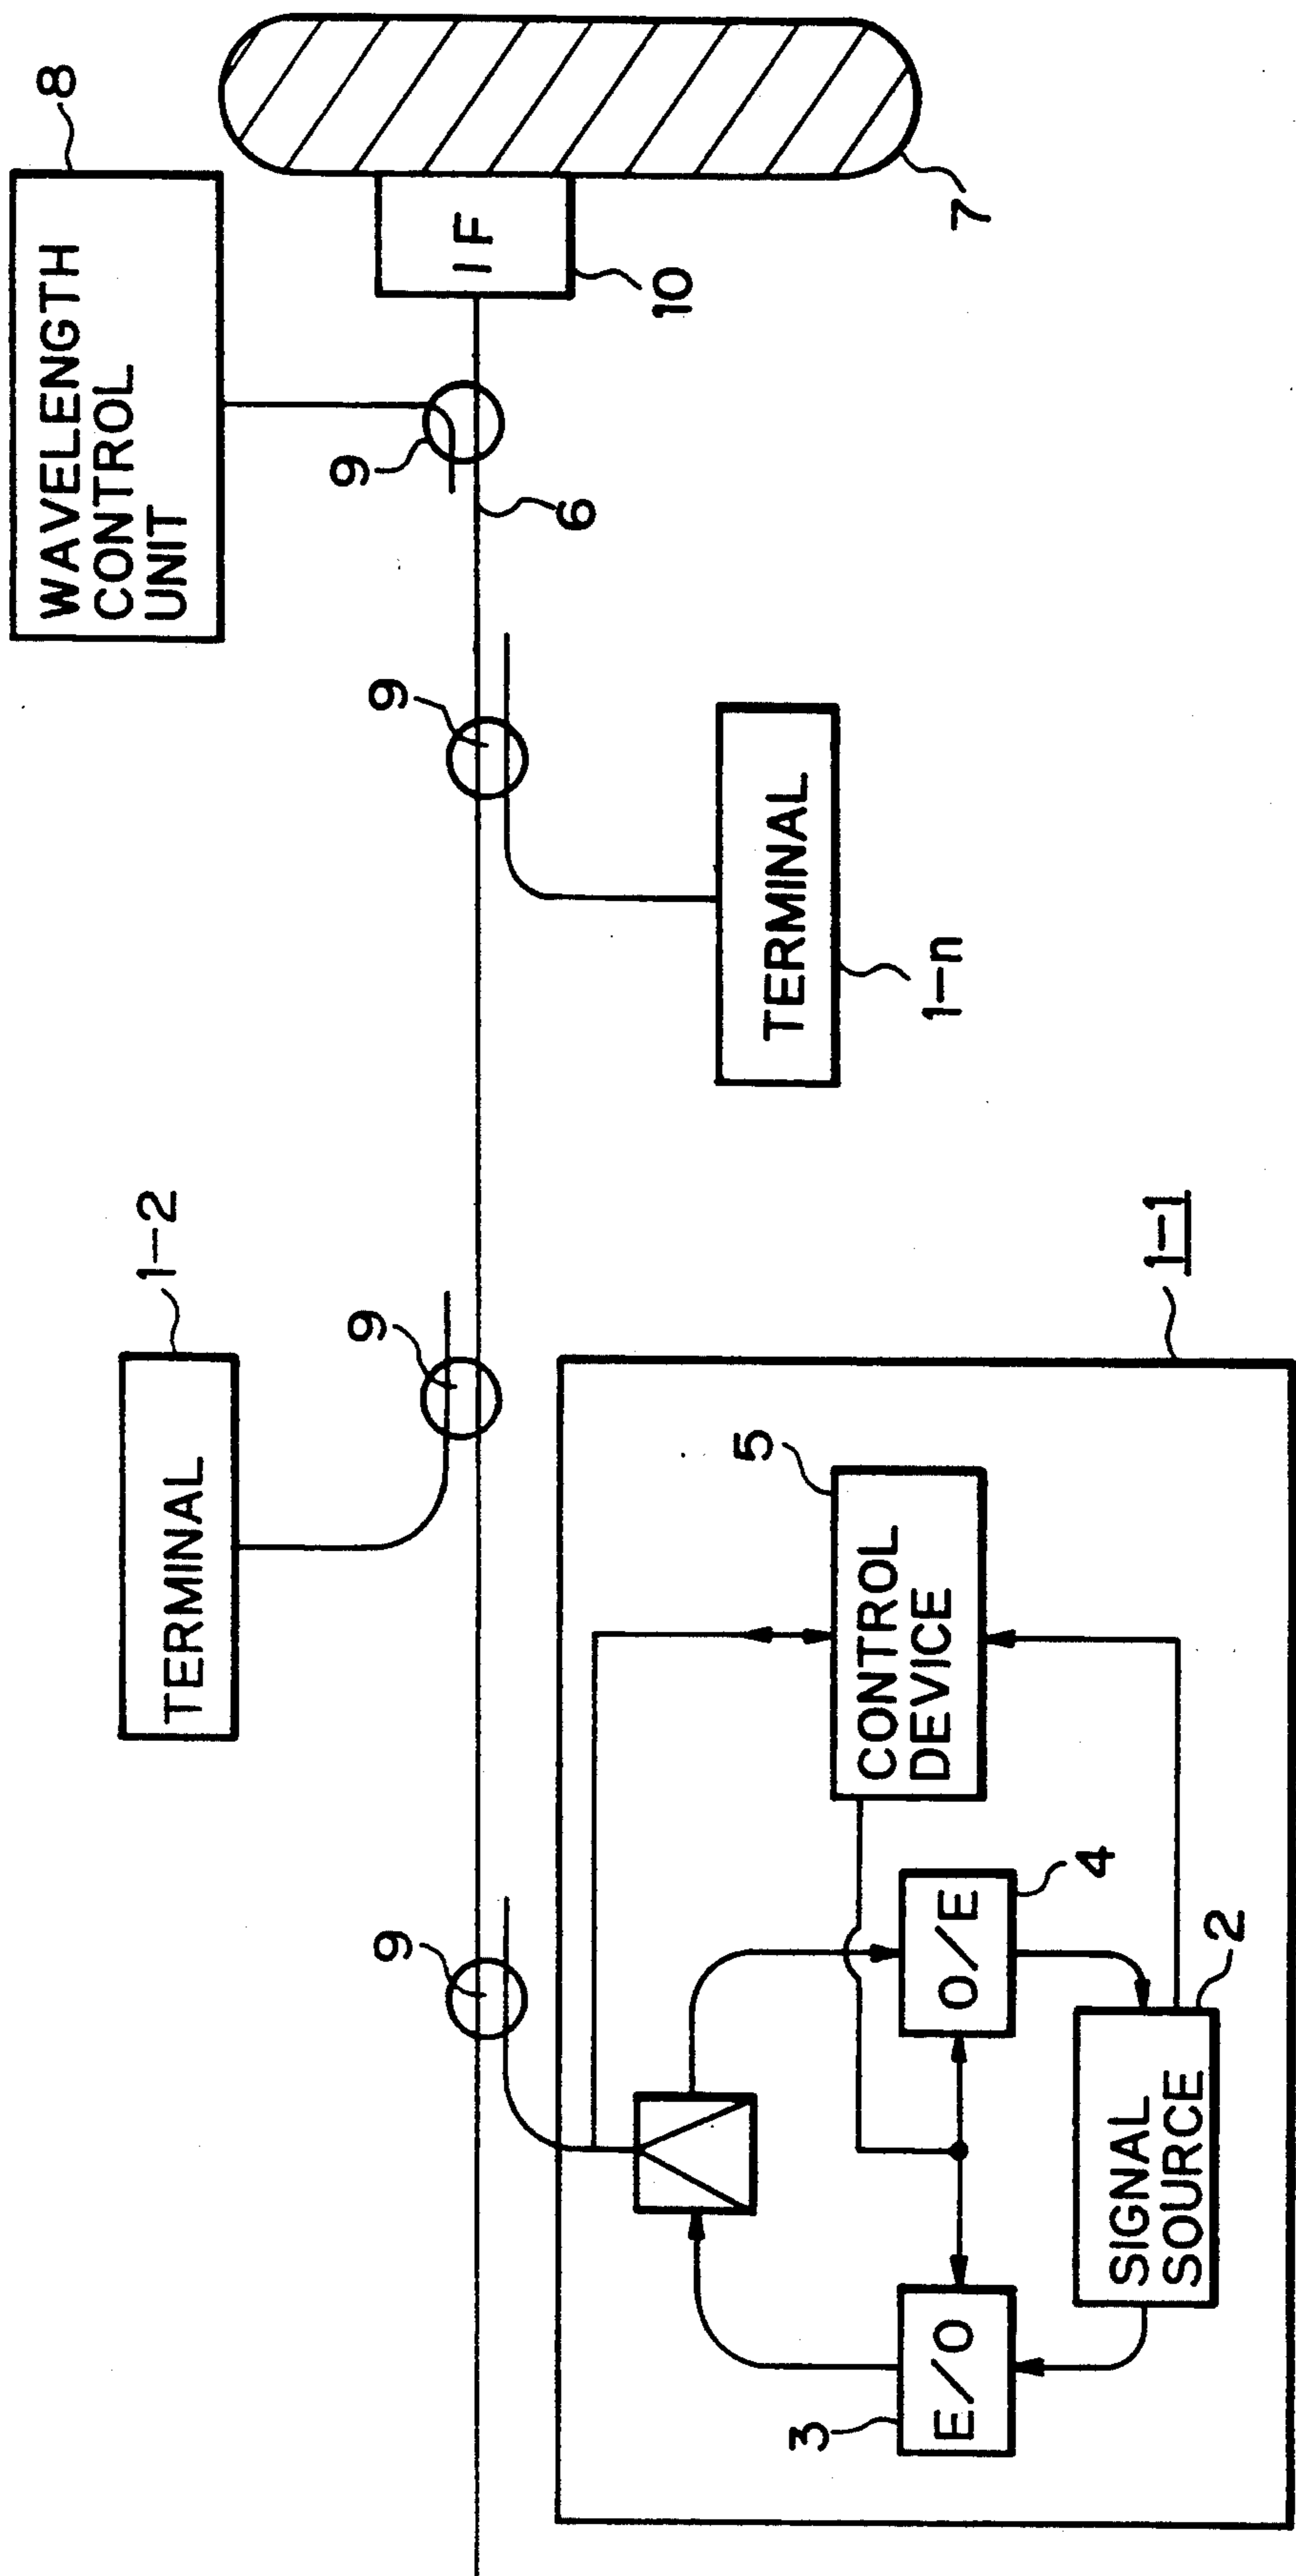 WAVELENGTH
CONTROL
UNIT
8
IF
10
7
9
6
9
TERMINAL
1-n
TERMINAL
1-2
9
9
1-1
CONTROL
DEVICE
5
O/E
4
E/O
3
SIGNAL
SOURCE
2